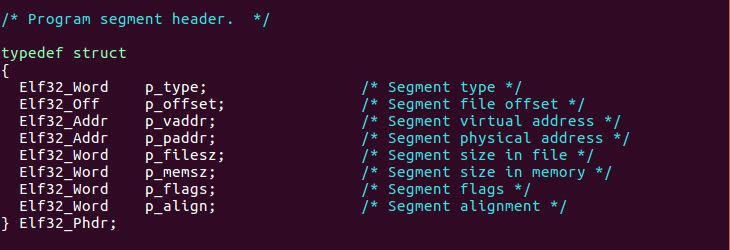 /* Program segment header.  */
typedef struct
{
  Elf32_Word    p_type;                 /* Segment type */
  Elf32_Off     p_offset;               /* Segment file offset */
  Elf32_Addr    p_vaddr;                /* Segment virtual address */
  Elf32_Addr    p_paddr;                /* Segment physical address */
  Elf32_Word    p_filesz;               /* Segment size in file */
  Elf32_Word    p_memsz;                /* Segment size in memory */
  Elf32_Word    p_flags;                /* Segment flags */
  Elf32_Word    p_align;                /* Segment alignment */
} Elf32_Phdr;